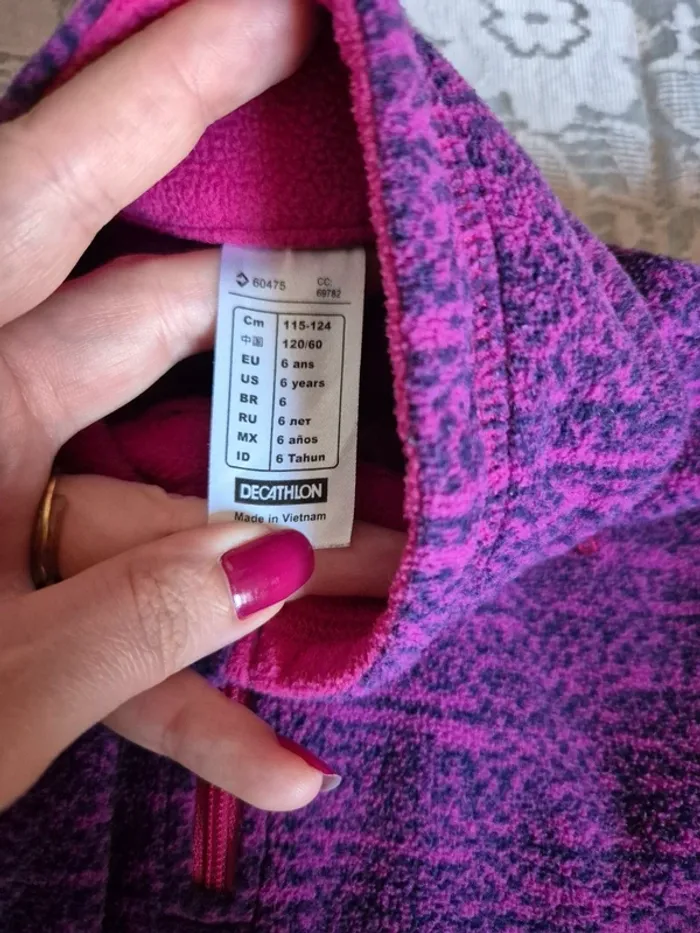 60475 CC: 69782
Cm 115-124
中国 120/60
EU 6 ans
US 6 years
BR 6
RU 6 лет
MX 6 años
ID 6 Tahun
DECATHLON
Made in Vietnam